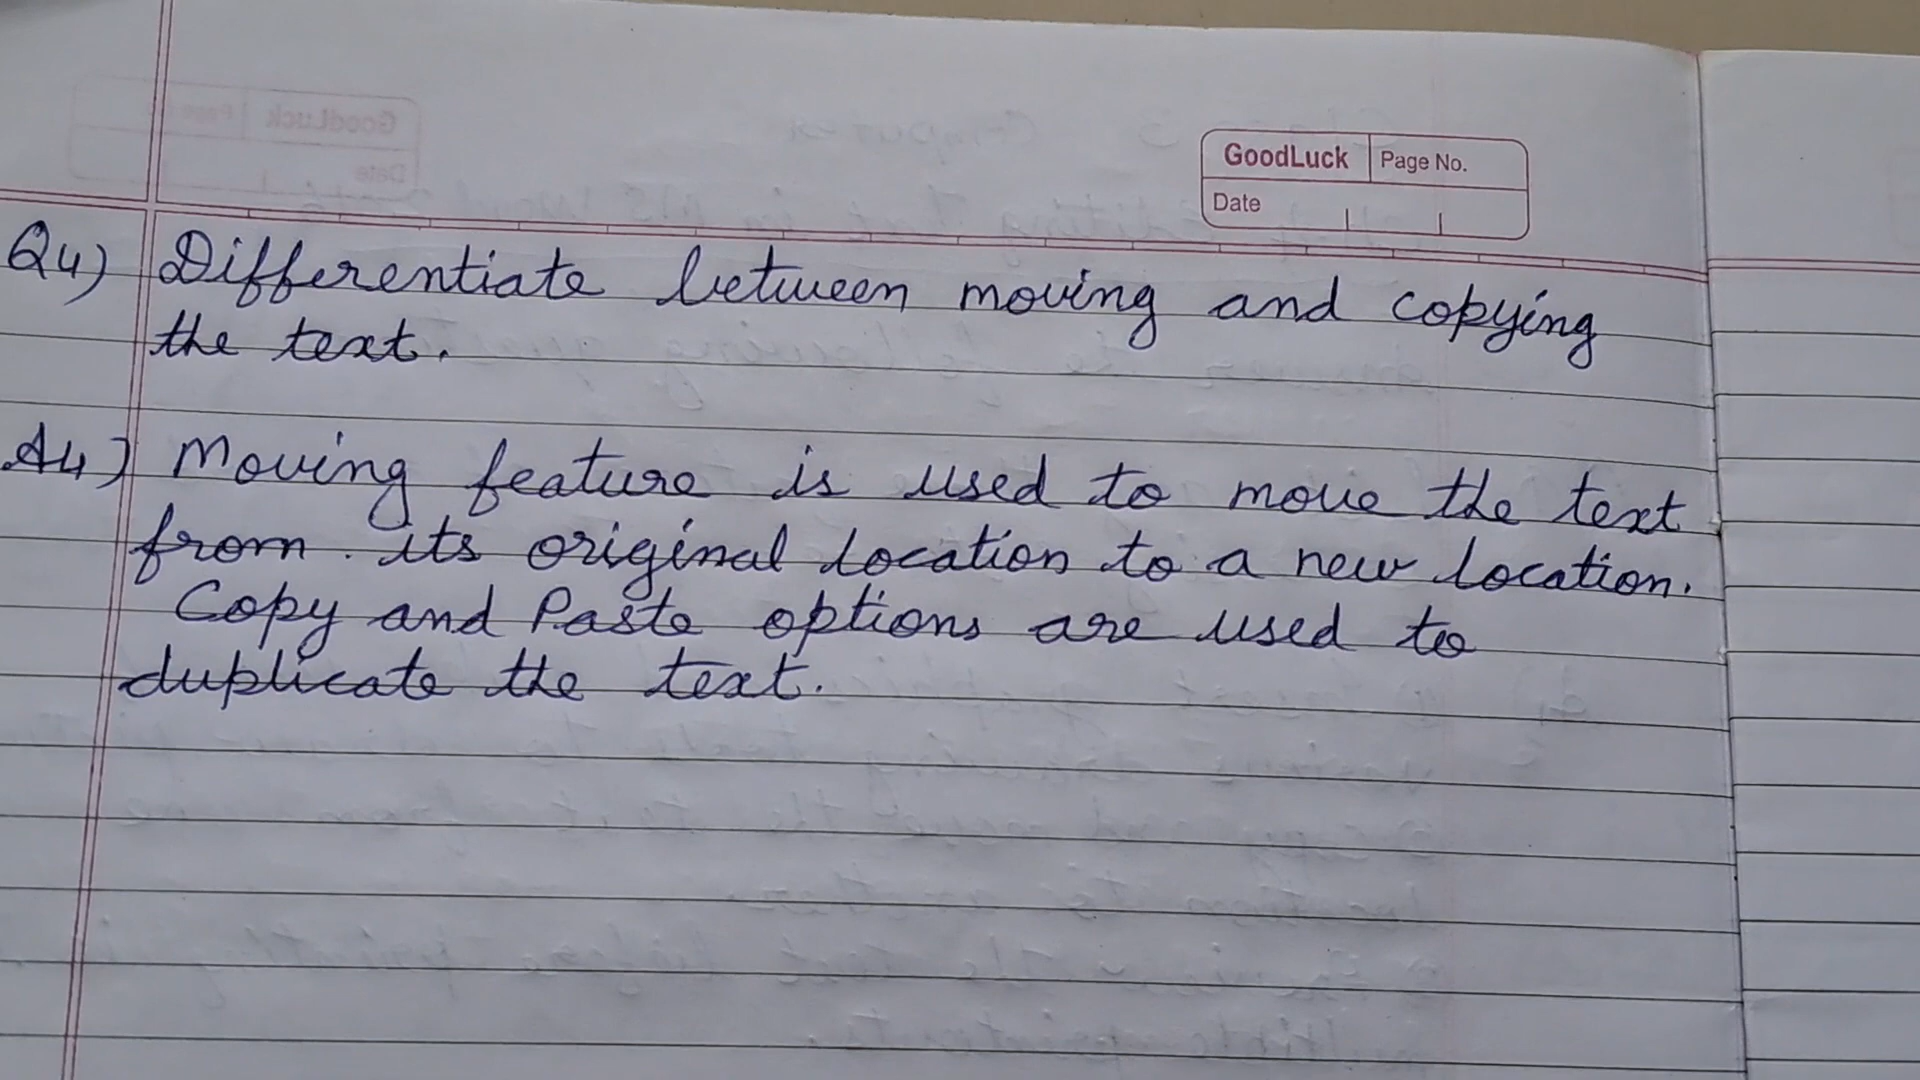 GoodLuck Page No.
Date
Q4) Differentiate between moving and copying
the text.
A4) Moving feature is used to move the text
from its original location to a new location.
Copy and Paste options are used to
duplicate the text.